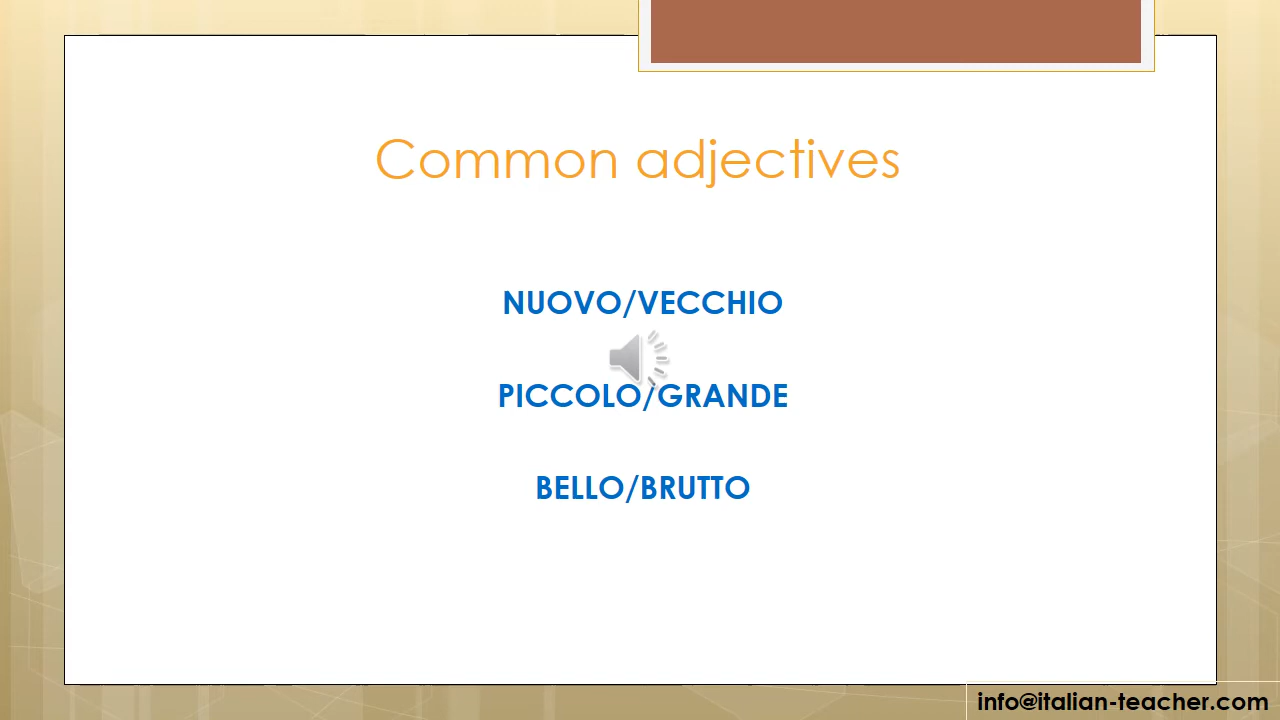 Common adjectives
NUOVO/VECCHIO
PICCOLO/GRANDE
BELLO/BRUTTO
info@italian-teacher.com